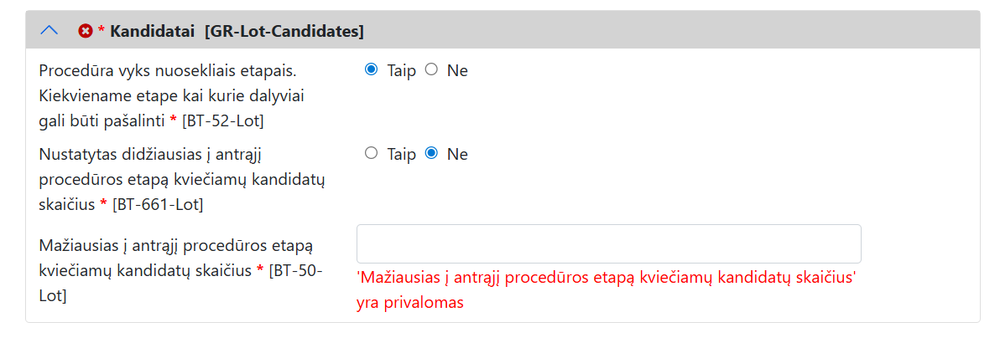 * Kandidatai [GR-Lot-Candidates]
Procedūra vyks nuosekliais etapais.
Kiekviename etape kai kurie dalyviai
gali būti pašalinti * [BT-52-Lot]
Taip Ne
Nustatytas didžiausias į antrąjį
procedūros etapą kviečiamų kandidatų
skaičius * [BT-661-Lot]
Taip Ne
Mažiausias į antrąjį procedūros etapą
kviečiamų kandidatų skaičius * [BT-50-
Lot]
'Mažiausias į antrąjį procedūros etapą kviečiamų kandidatų skaičius'
yra privalomas